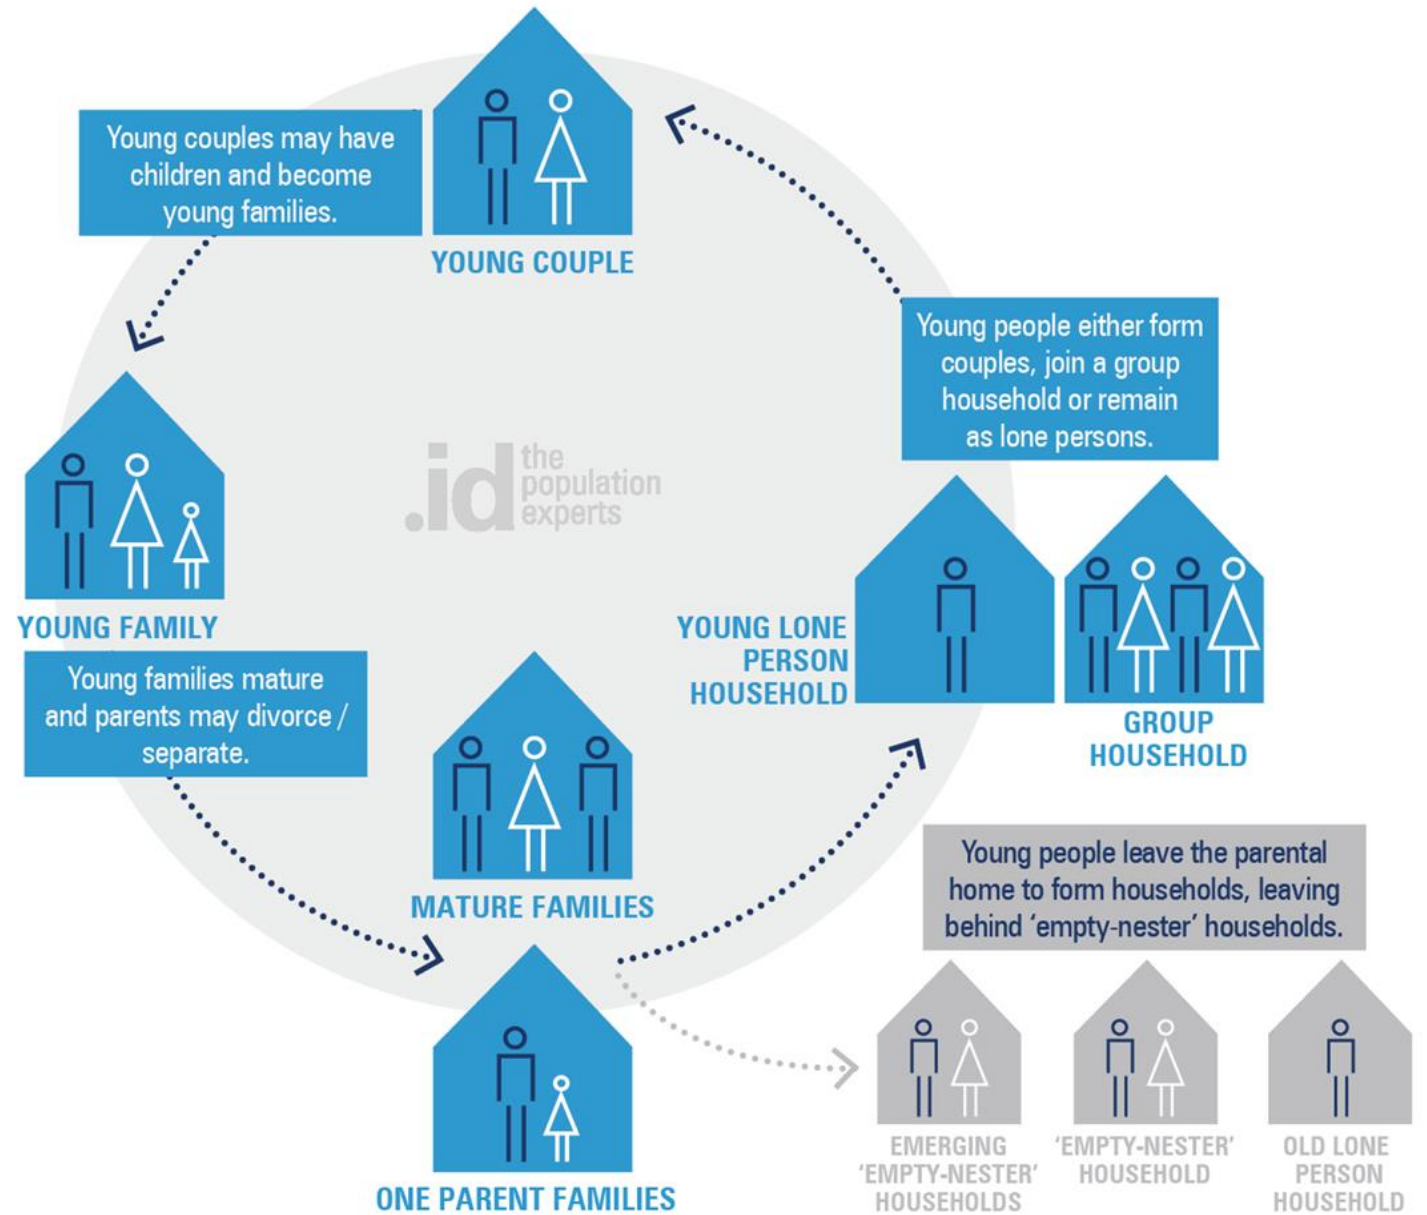 Young couples may have
children and become
young families.
YOUNG COUPLE
Young people either form
couples, join a group
household or remain
as lone persons.
.id the
population
experts
YOUNG FAMILY
YOUNG LONE
PERSON
HOUSEHOLD
GROUP
HOUSEHOLD
Young families mature
and parents may divorce /
separate.
MATURE FAMILIES
Young people leave the parental
home to form households, leaving
behind ‘empty-nester’ households.
ONE PARENT FAMILIES
EMERGING
‘EMPTY-NESTER’
HOUSEHOLDS
‘EMPTY-NESTER’
HOUSEHOLD
OLD LONE
PERSON
HOUSEHOLD